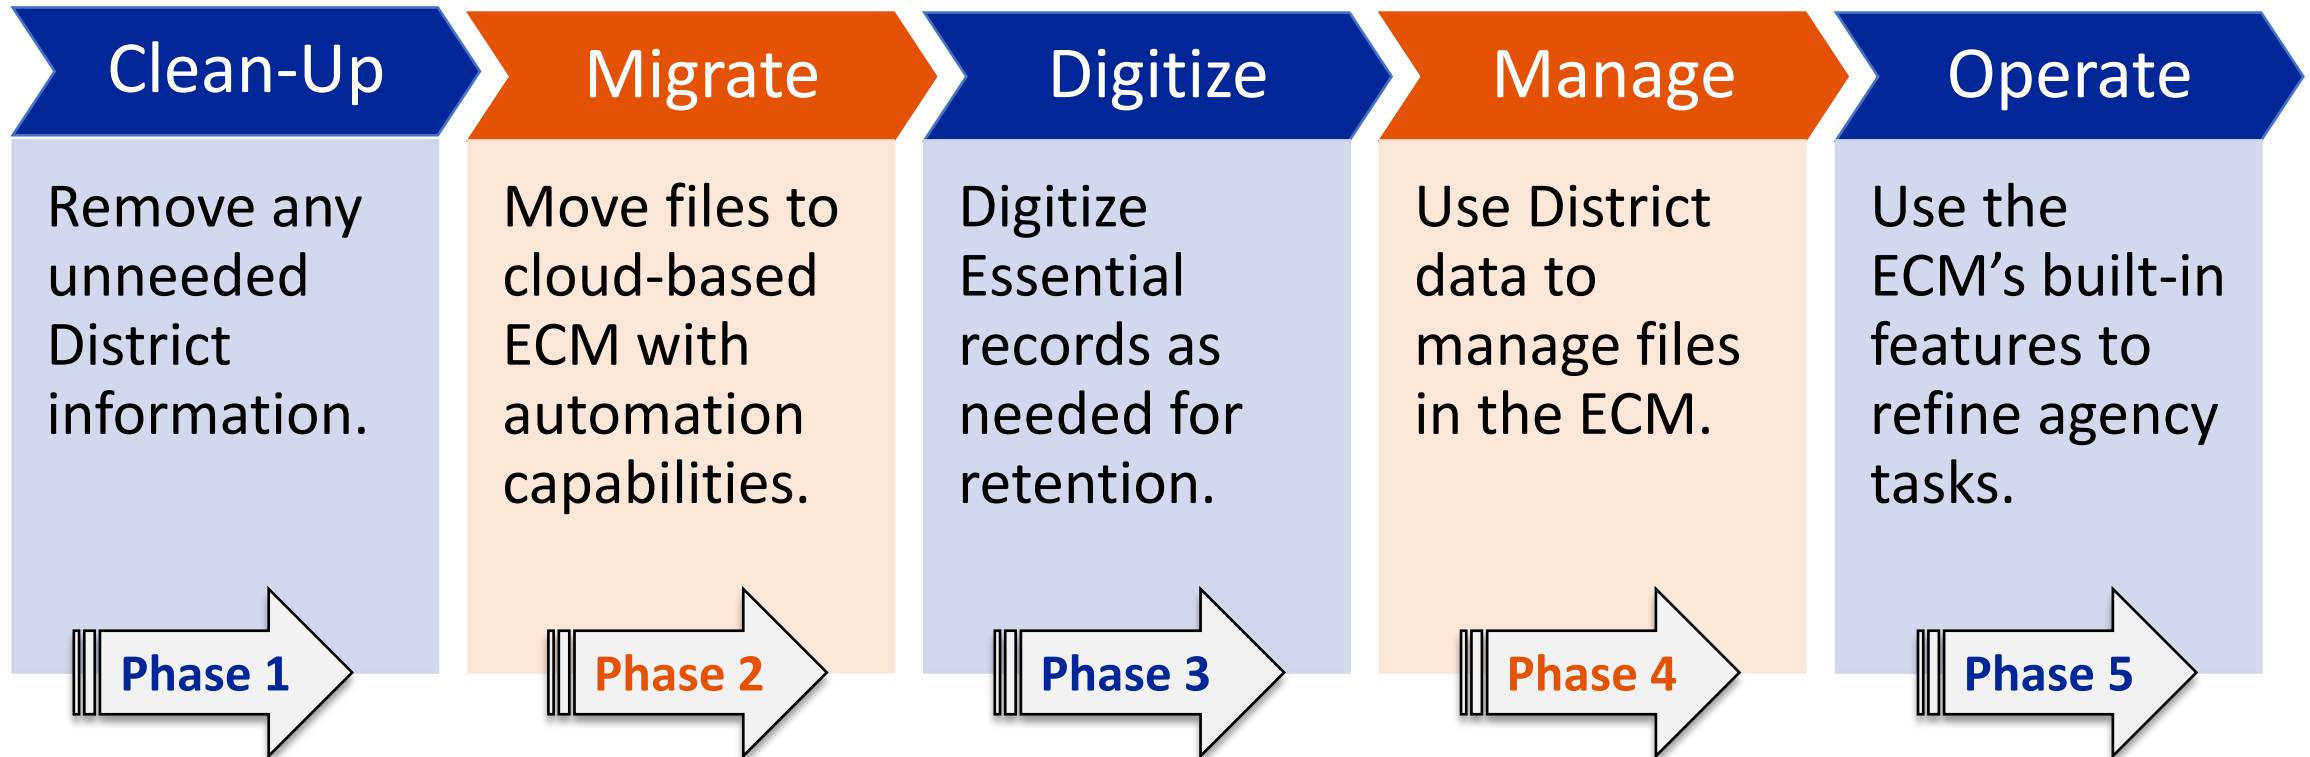 Clean-Up
Remove any
unneeded
District
information.
Phase 1
Migrate
Move files to
cloud-based
ECM with
automation
capabilities.
Phase 2
Digitize
Digitize
Essential
records as
needed for
retention.
Phase 3
Manage
Use District
data to
manage files
in the ECM.
Phase 4
Operate
Use the
ECM’s built-in
features to
refine agency
tasks.
Phase 5